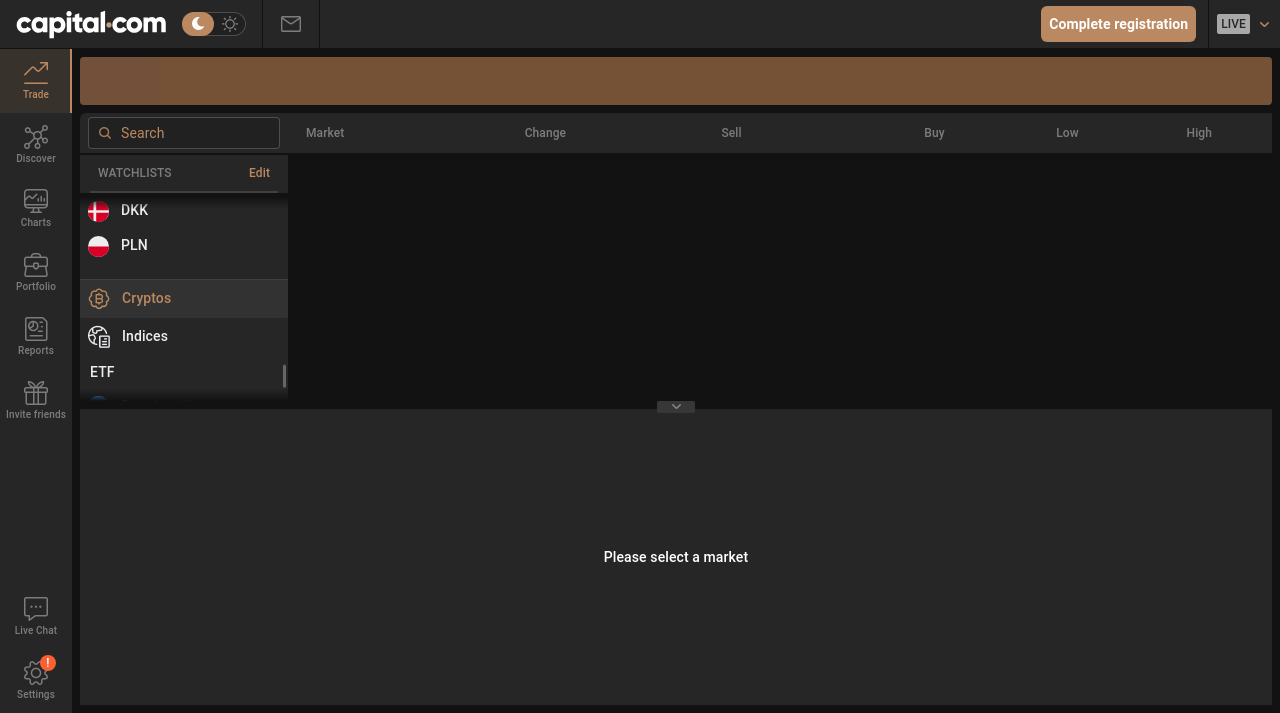 capital.com
Complete registration
LIVE
Trade
Discover
Charts
Portfolio
Reports
Invite friends
Live Chat
!
Settings
Search
Market
Change
Sell
Buy
Low
High
WATCHLISTS
Edit
DKK
PLN
Cryptos
Indices
ETF
Please select a market